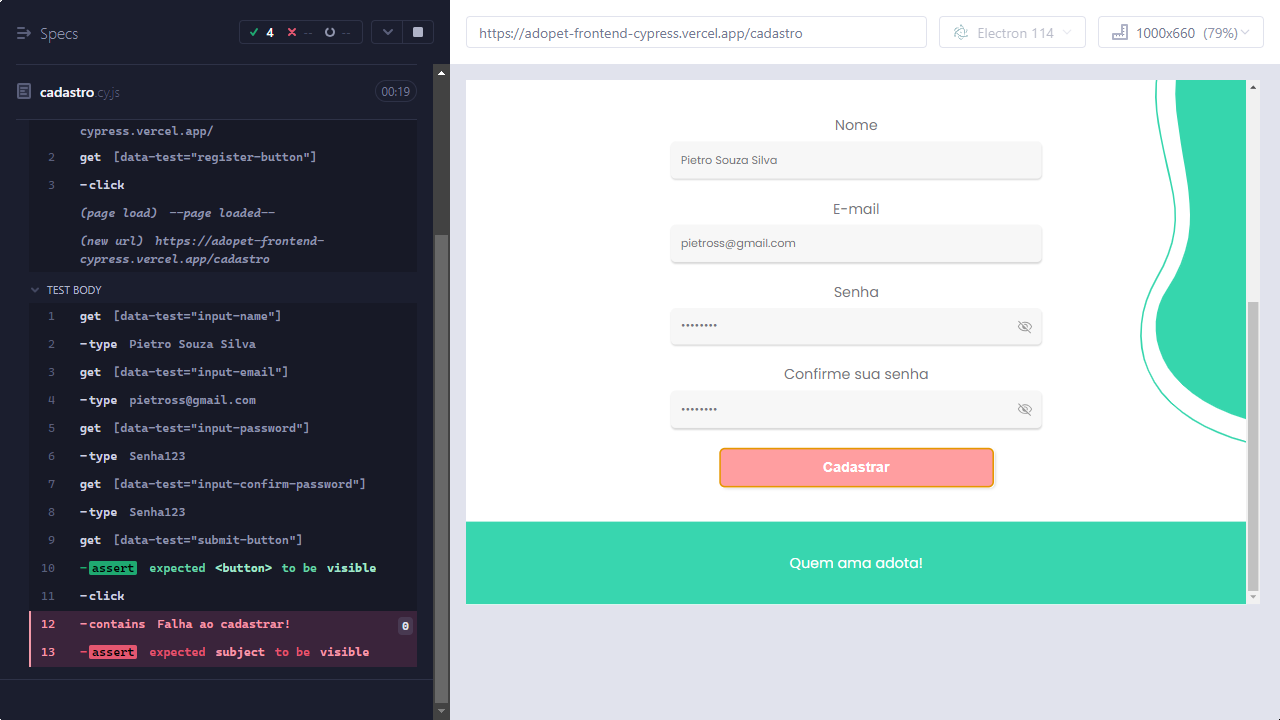 Specs
4
--
--
https://adopet-frontend-cypress.vercel.app/cadastro
Electron 114
1000x660 (79%)
cadastro.cy.js
00:19
cypress.vercel.app/
2 get [data-test="register-button"]
3 -click
(page load) --page loaded--
(new url) https://adopet-frontend-
cypress.vercel.app/cadastro
TEST BODY
1 get [data-test="input-name"]
2 -type Pietro Souza Silva
3 get [data-test="input-email"]
4 -type pietross@gmail.com
5 get [data-test="input-password"]
6 -type Senha123
7 get [data-test="input-confirm-password"]
8 -type Senha123
9 get [data-test="submit-button"]
10 -assert expected <button> to be visible
11 -click
12 -contains Falha ao cadastrar! 0
13 -assert expected subject to be visible
Nome
Pietro Souza Silva
E-mail
pietross@gmail.com
Senha
••••••••
Confirme sua senha
••••••••
Cadastrar
Quem ama adota!